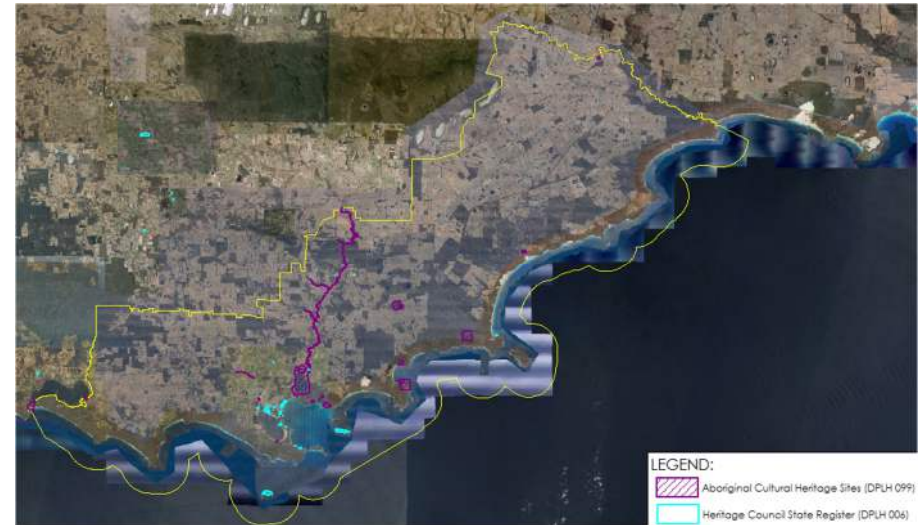 LEGEND:
Aboriginal Cultural Heritage Sites (DPLH 099)
Heritage Council State Register (DPLH 006)